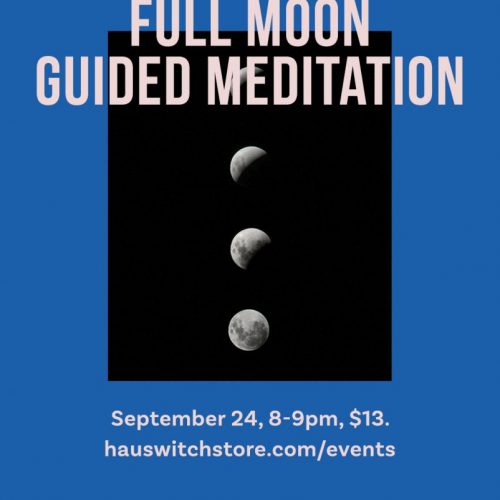 FULL MOON
GUIDED MEDITATION
September 24, 8-9pm, $13.
hauswitchstore.com/events